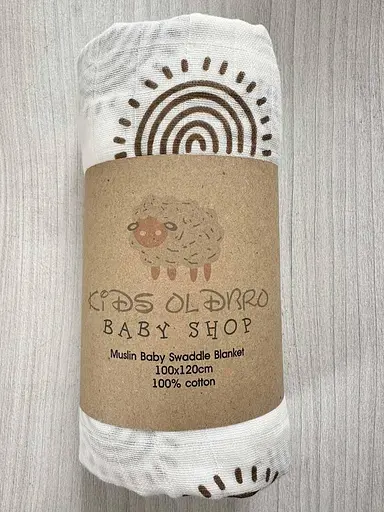 KIDS OLDBRO
BABY SHOP
Muslin Baby Swaddle Blanket
100x120cm
100% cotton